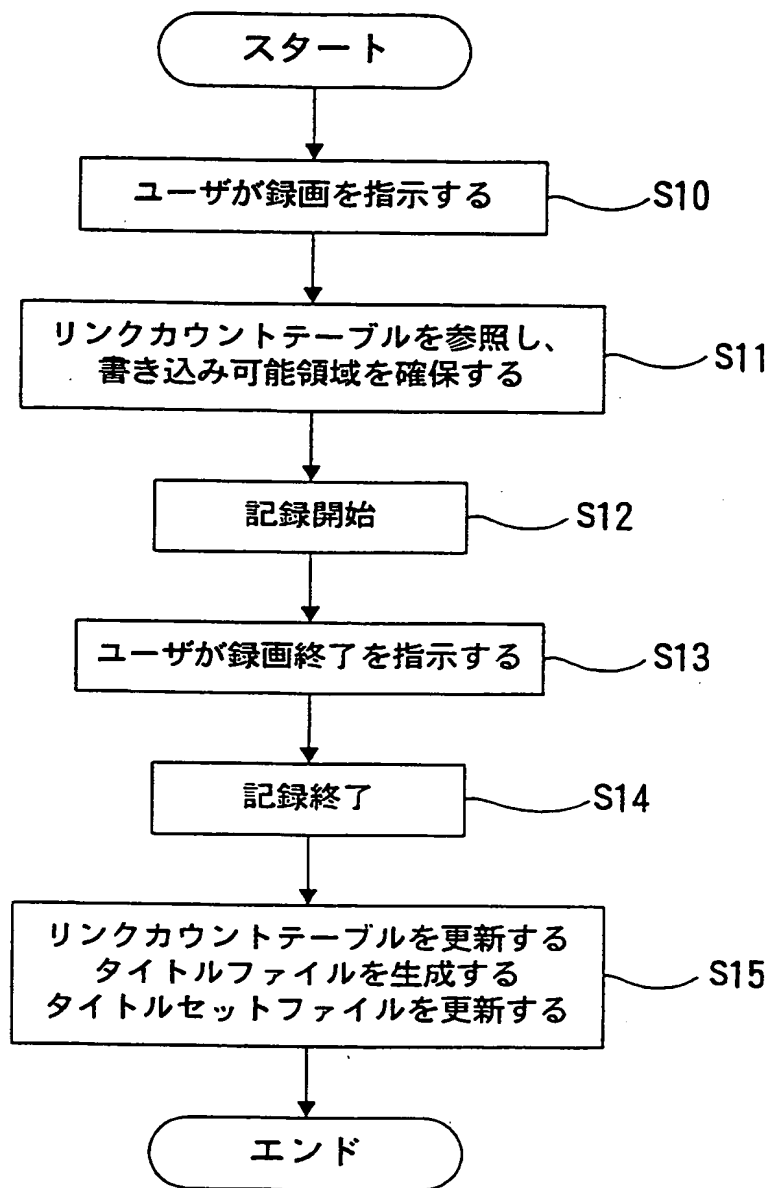 スタート
ユーザが録画を指示する
S10
リンクカウントテーブルを参照し、
書き込み可能領域を確保する
S11
記録開始
S12
ユーザが録画終了を指示する
S13
記録終了
S14
リンクカウントテーブルを更新する
タイトルファイルを生成する
タイトルセットファイルを更新する
S15
エンド